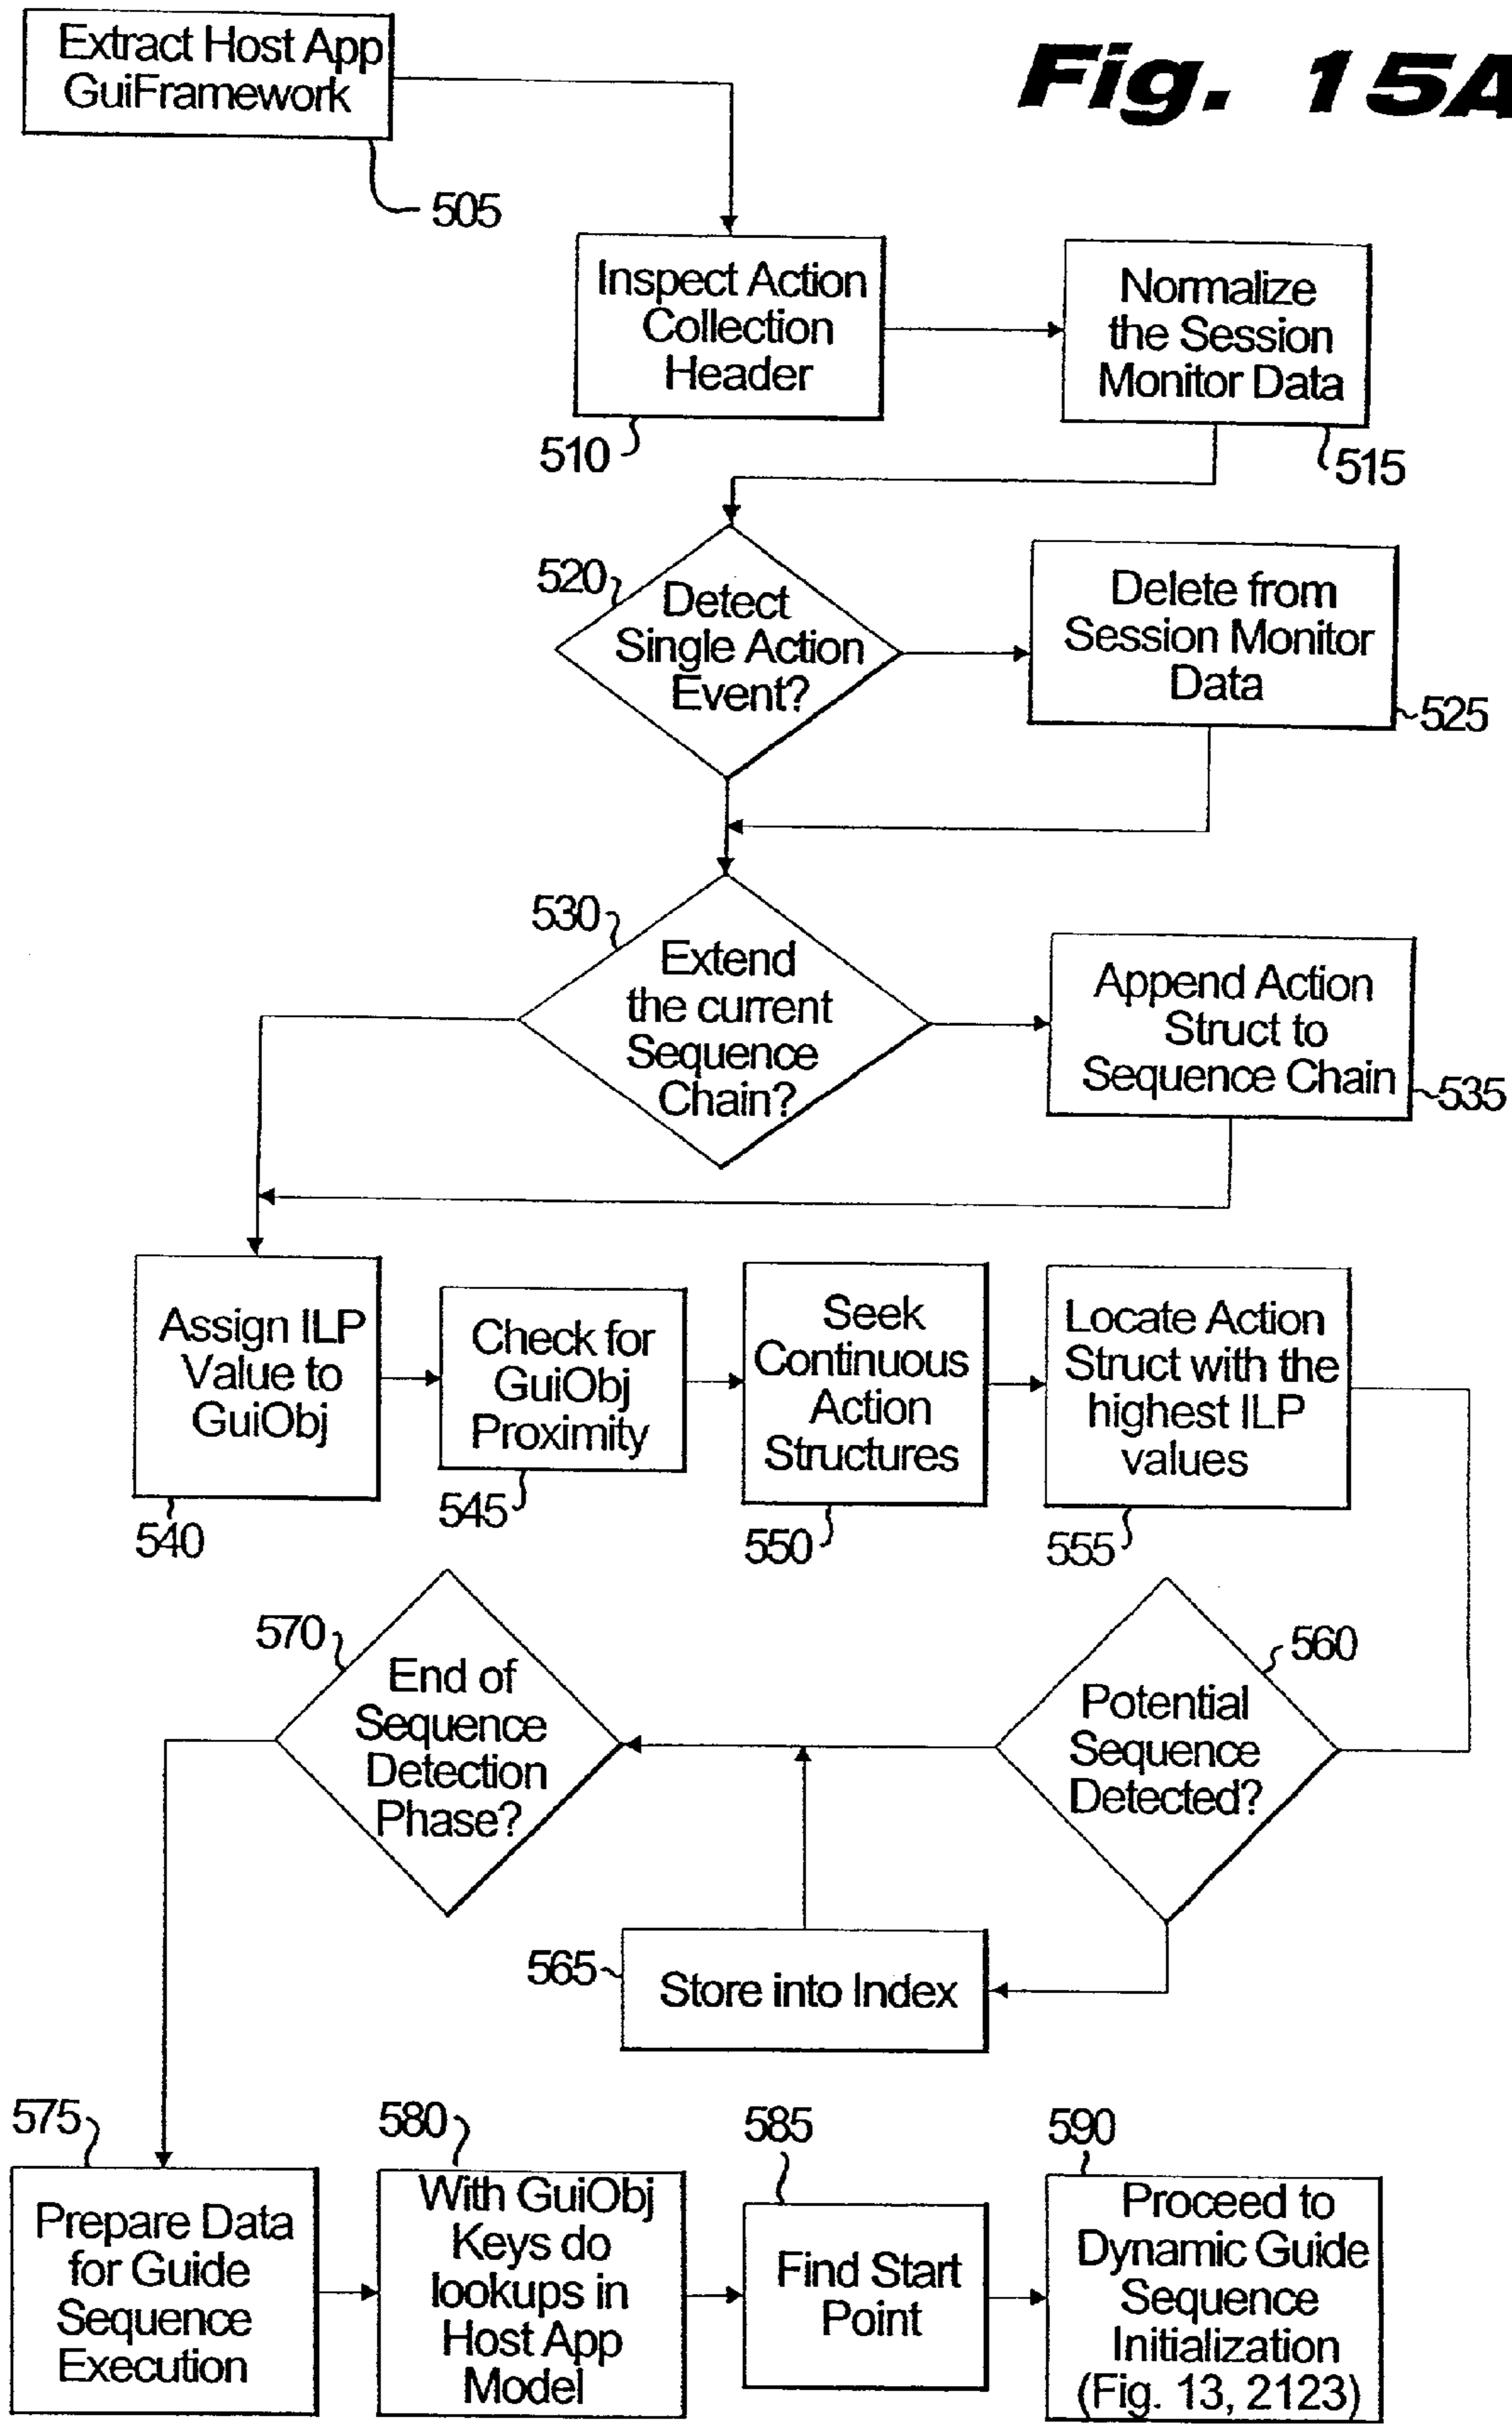 Extract Host App
GuiFramework
505
Fig. 15A
Inspect Action
Collection
Header
510
Normalize
the Session
Monitor Data
515
520
Detect
Single Action
Event?
Delete from
Session Monitor
Data
525
530
Extend
the current
Sequence
Chain?
Append Action
Struct to
Sequence Chain
535
Assign ILP
Value to
GuiObj
540
Check for
GuiObj
Proximity
545
Seek
Continuous
Action
Structures
550
Locate Action
Struct with the
highest ILP
values
555
560
Potential
Sequence
Detected?
565
Store into Index
570
End of
Sequence
Detection
Phase?
575
Prepare Data
for Guide
Sequence
Execution
580
With GuiObj
Keys do
lookups in
Host App
Model
585
Find Start
Point
590
Proceed to
Dynamic Guide
Sequence
Initialization
(Fig. 13, 2123)